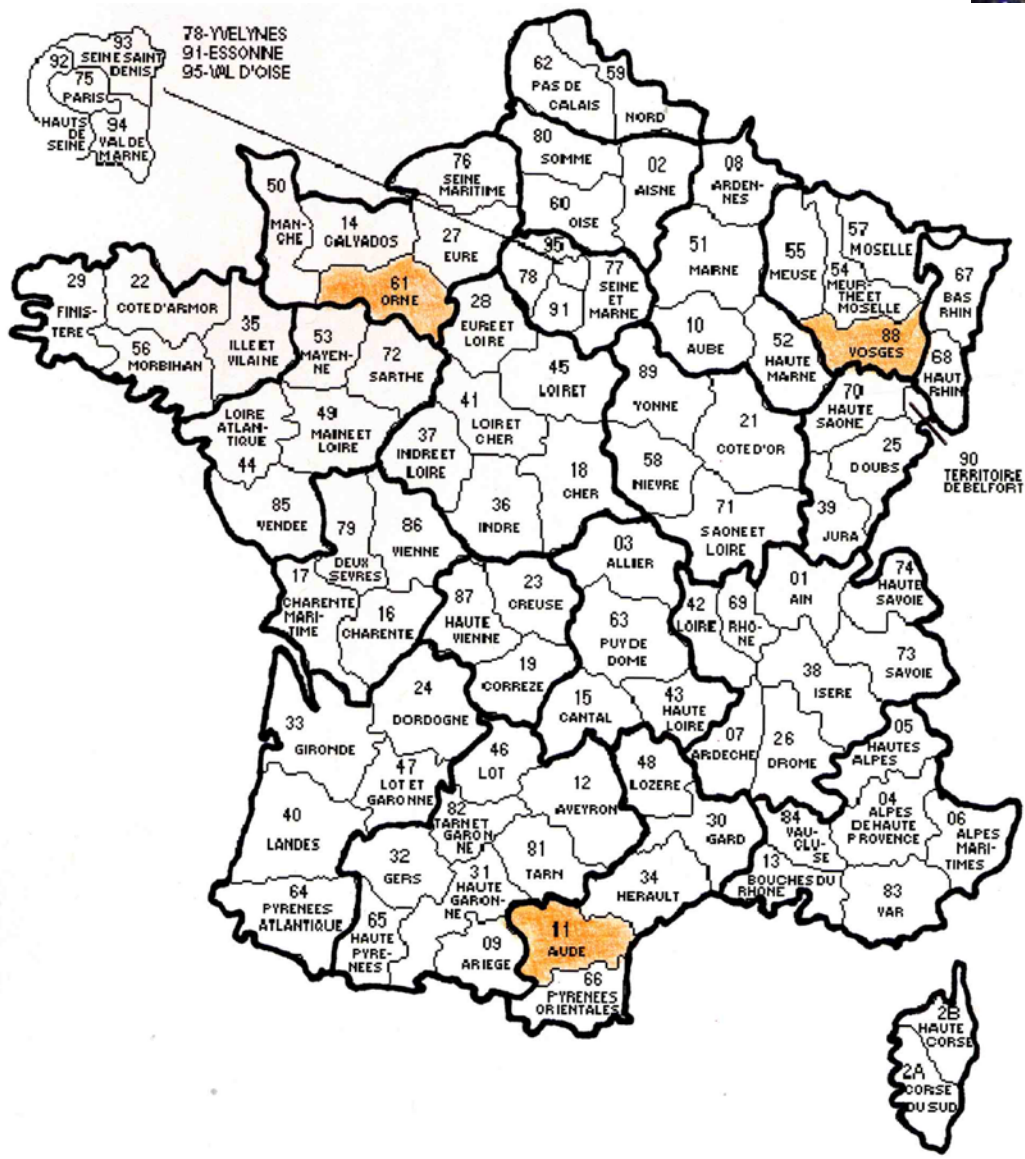 93
SEINE SAINT
DENIS
92
75
PARIS
HAUTS
DE
SEINE
94
VAL DE
MARNE
78-YVELYNES
91-ESSONNE
95-VAL D'OISE
62
PAS DE
CALAIS
59
NORD
80
SOMME
02
AISNE
08
ARDEN-
NES
76
SEINE
MARITIME
60
OISE
50
MAN-
CHE
14
CALVADOS
27
EURE
61
ORNE
95
78
91
77
SEINE
ET
MARNE
51
MARNE
55
MEUSE
57
MOSELLE
54
MEUR-
THE ET
MOSELLE
67
BAS
RHIN
88
VOSGES
68
HAUT
RHIN
29
FINIS-
TERE
22
COTE D'ARMOR
56
MORBIHAN
35
ILLE ET
VILAINE
53
MAYEN-
NE
72
SARTHE
28
EURE ET
LOIRE
45
LOIRET
10
AUBE
52
HAUTE
MARNE
89
YONNE
21
COTE D'OR
70
HAUTE
SAONE
25
DOUBS
90
TERRITOIRE
DE BELFORT
39
JURA
LOIRE
ATLAN-
TIQUE
44
49
MAINE ET
LOIRE
37
INDRE ET
LOIRE
41
LOIR ET
CHER
18
CHER
58
NIEVRE
71
SAONE ET
LOIRE
36
INDRE
85
VENDEE
79
DEUX
SEVRES
86
VIENNE
03
ALLIER
17
CHARENTE
MARI-
TIME
16
CHARENTE
87
HAUTE
VIENNE
23
CREUSE
63
PUY DE
DOME
42
LOIRE
69
RHO-
NE
01
AIN
74
HAUTE
SAVOIE
73
SAVOIE
38
ISERE
19
CORREZE
15
CANTAL
43
HAUTE
LOIRE
07
ARDECHE
26
DROME
05
HAUTES
ALPES
24
DORDOGNE
33
GIRONDE
47
LOT ET
GARONNE
46
LOT
12
AVEYRON
48
LOZERE
30
GARD
84
VAU-
CLU-
SE
04
ALPES
DE HAUTE
PROVENCE
06
ALPES
MARI-
TIMES
40
LANDES
82
TARN ET
GARON
NE
32
GERS
31
HAUTE
GARON-
NE
81
TARN
34
HERAULT
13
BOUCHES DU
RHONE
83
VAR
64
PYRENEES
ATLANTIQUE
65
HAUTE
PYRE-
NEES
09
ARIEGE
11
AUDE
66
PYRENEES
ORIENTALES
2B
HAUTE
CORSE
2A
CORSE
DU SUD